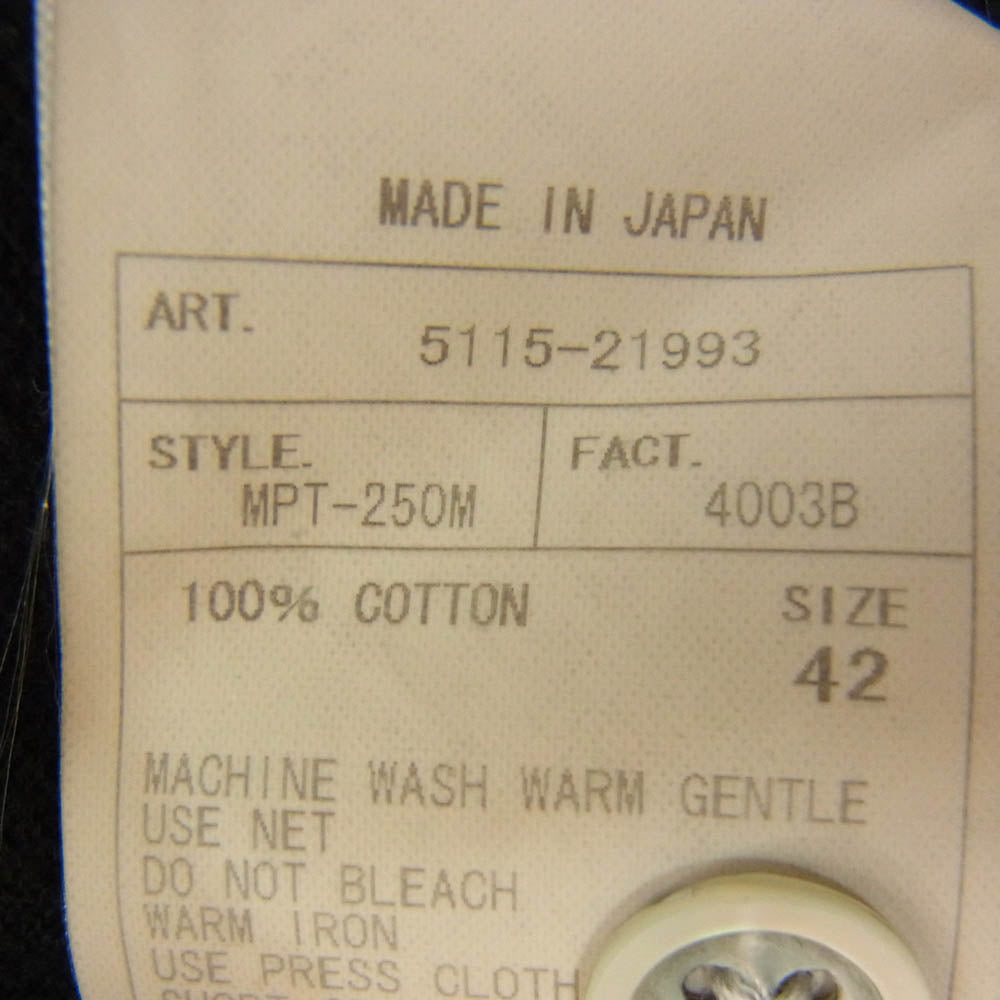 MADE IN JAPAN
ART.
5115-21993
STYLE.
MPT-250M
FACT.
4003B
100% COTTON
SIZE
42
MACHINE WASH WARM GENTLE
USE NET
DO NOT BLEACH
WARM IRON
USE PRESS CLOTH